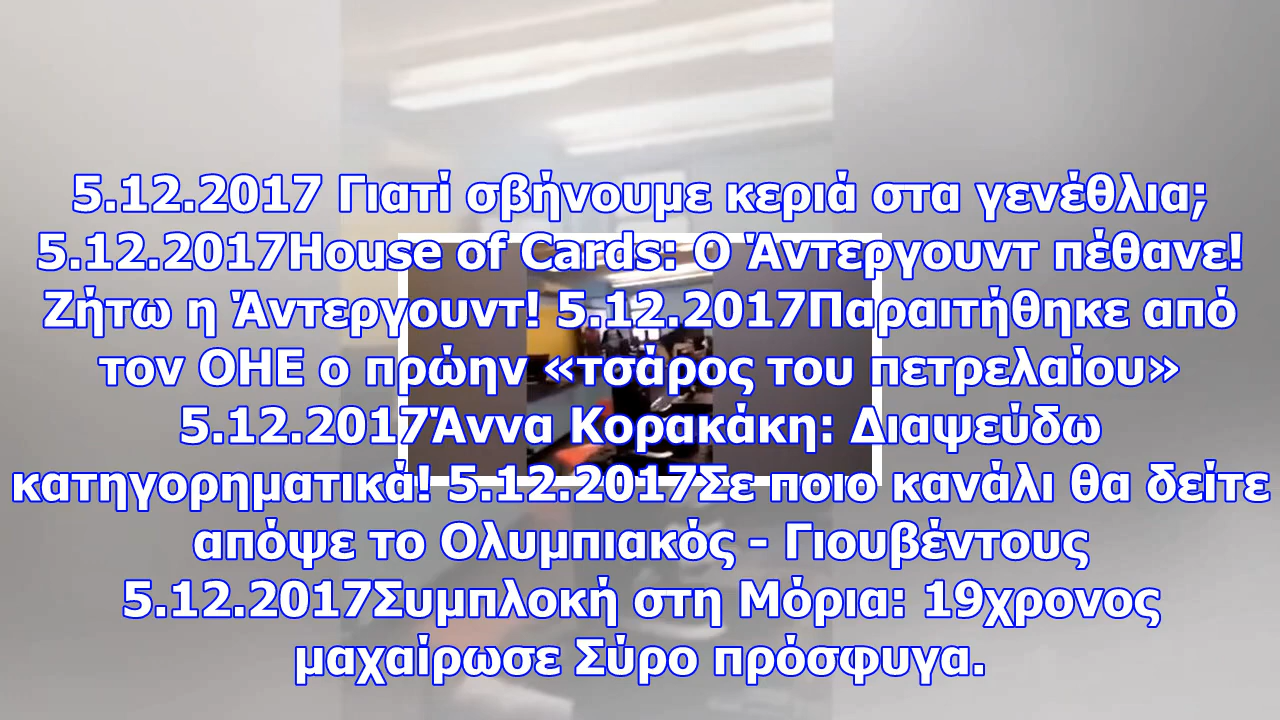 5.12.2017 Γιατί σβήνουμε κεριά στα γενέθλια;
5.12.2017House of Cards: Ο Άντεργουντ πέθανε!
Ζήτω η Άντεργουντ! 5.12.2017Παραιτήθηκε από
τον ΟΗΕ ο πρώην «τσάρος του πετρελαίου»
5.12.2017Άννα Κορακάκη: Διαψεύδω
κατηγορηματικά! 5.12.2017Σε ποιο κανάλι θα δείτε
απόψε το Ολυμπιακός - Γιουβέντους
5.12.2017Συμπλοκή στη Μόρια: 19χρονος
μαχαίρωσε Σύρο πρόσφυγα.